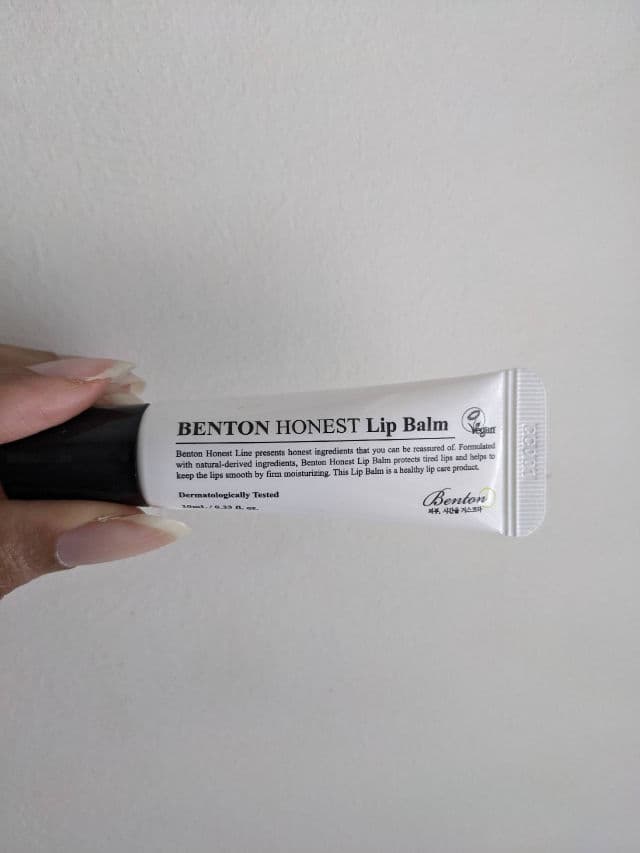 BENTON HONEST Lip Balm
Vegan
Benton Honest Line presents honest ingredients that you can be reassured of. Formulated
with natural-derived ingredients, Benton Honest Lip Balm protects tired lips and helps to
keep the lips smooth by firm moisturizing. This Lip Balm is a healthy lip care product.
Dermatologically Tested
10mL / 0.33 fl. oz.
Benton
피부, 시간을 거스르다